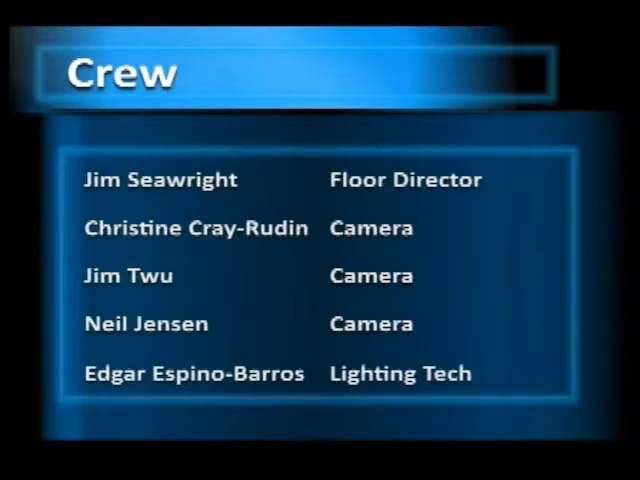 Crew
Jim Seawright Floor Director
Christine Cray-Rudin Camera
Jim Twu Camera
Neil Jensen Camera
Edgar Espino-Barros Lighting Tech